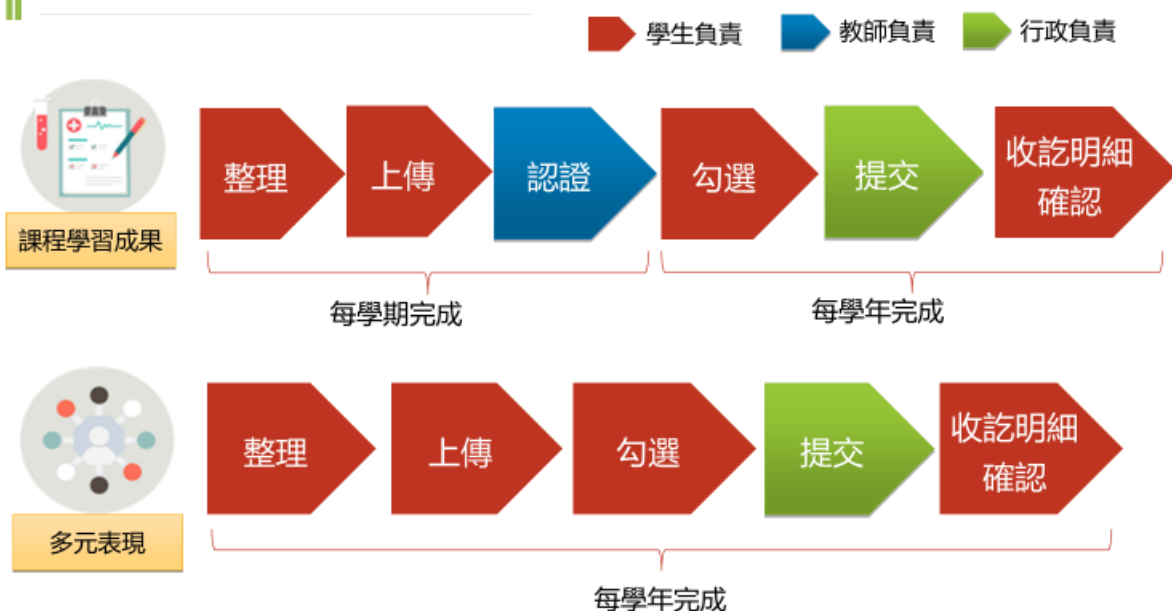 學生負責
教師負責
行政負責
整理
上傳
認證
勾選
提交
收訖明細
確認
課程學習成果
每學期完成
每學年完成
整理
上傳
勾選
提交
收訖明細
確認
多元表現
每學年完成